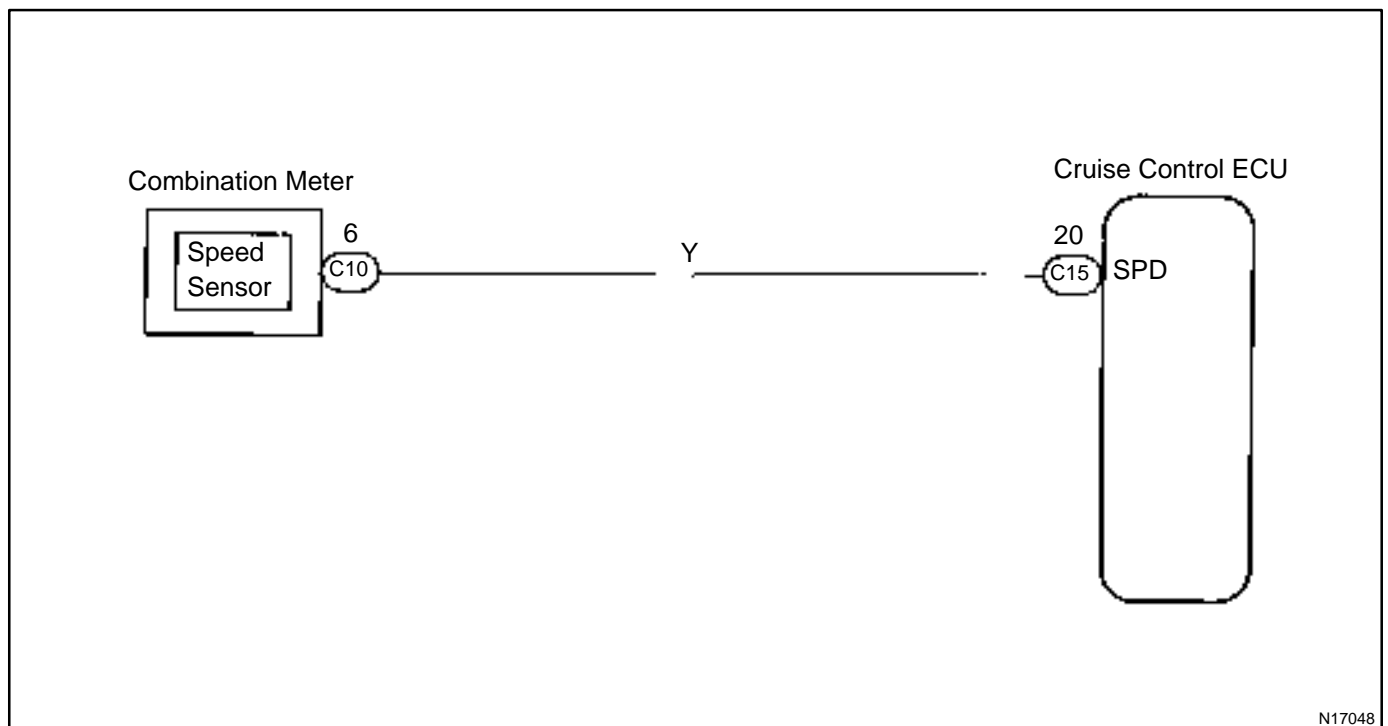 Cruise Control ECU
Combination Meter
Speed
Sensor
6
C10
Y
20
C15
SPD
N17048